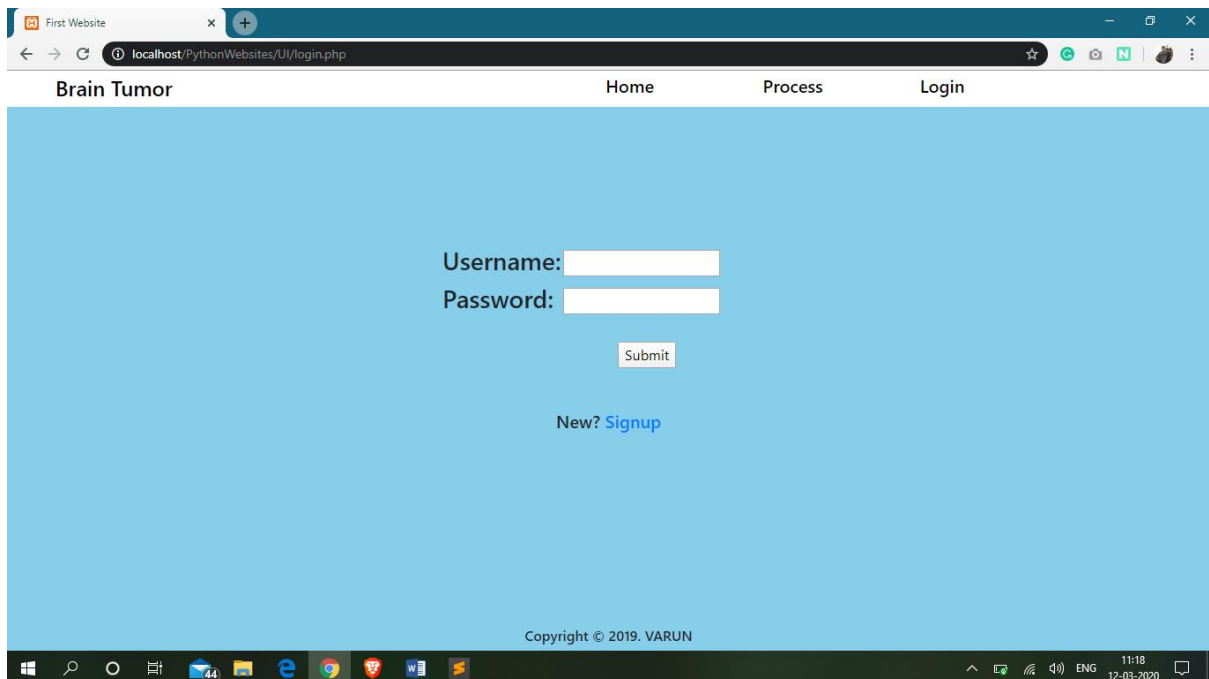 First Website
localhost/PythonWebsites/UI/login.php
Brain Tumor Home Process Login
Username:
Password:
Submit
New? Signup
Copyright © 2019. VARUN
44 ENG 11:18
12-03-2020